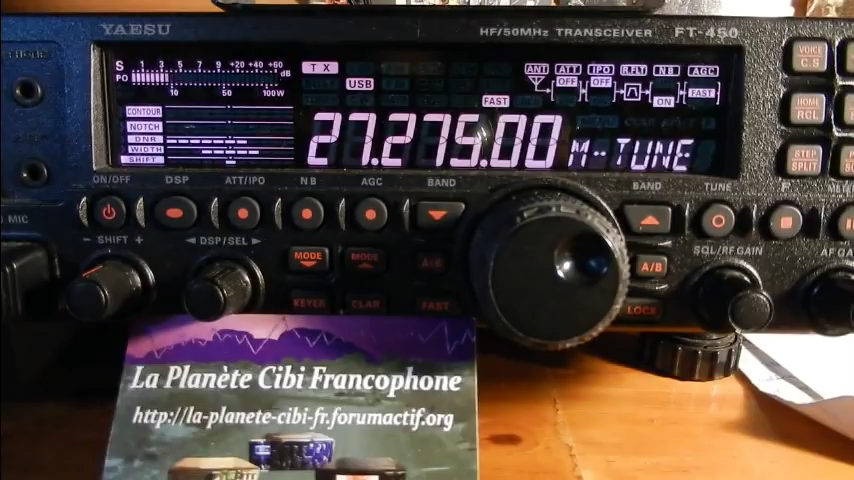 YAESU
HF/50MHz TRANSCEIVER FT-450
S 1 3 5 7 9 +20 +40 +60 dB
PO 10 50 100W
TX
USB
FAST
ANT ATT IPO R.FLT NB AGC
OFF OFF ON FAST
CONTOUR
NOTCH
DNR
WIDTH
SHIFT
27.275.00 M-TUNE
VOICE C.S
HOME RCL
STEP SPLIT
ON/OFF DSP ATT/IPO NB AGC BAND BAND TUNE
MIC
- SHIFT + ◄DSP/SEL► MODE MODE A=B A/B SQL/RF GAIN AF GA
KEYER CLAR FAST LOCK
La Planète Cibi Francophone
http://la-planete-cibi-fr.forumactif.org